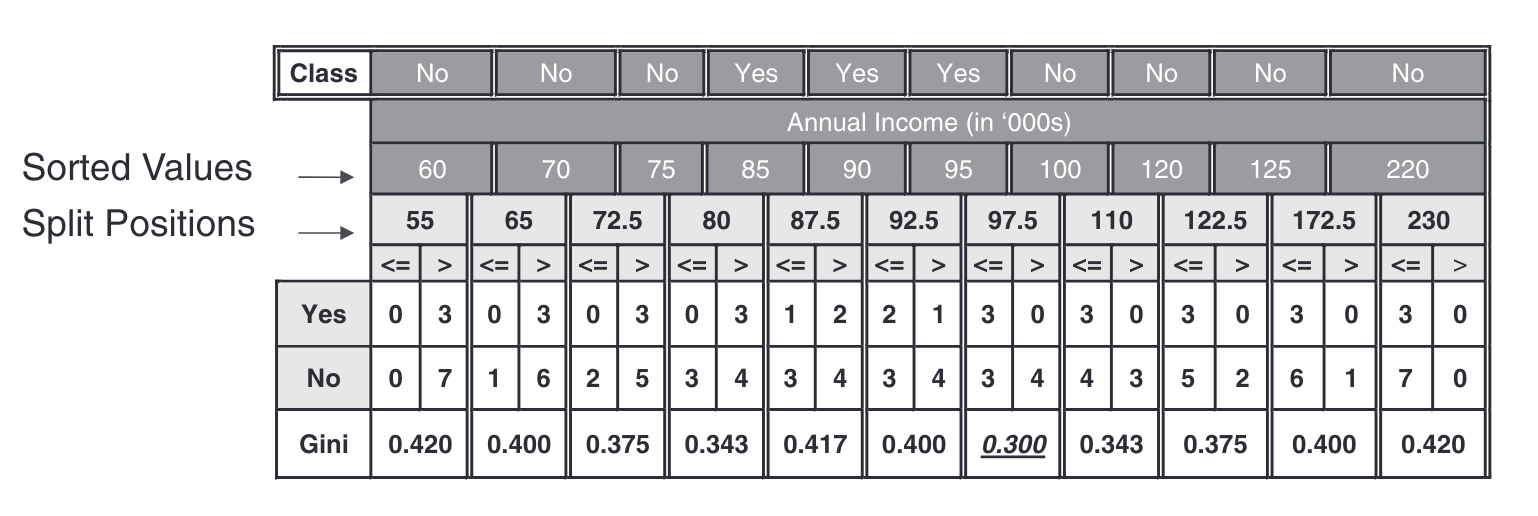 Class No No No Yes Yes Yes No No No No
Annual Income (in ‘000s)
Sorted Values 60 70 75 85 90 95 100 120 125 220
Split Positions 55 65 72.5 80 87.5 92.5 97.5 110 122.5 172.5 230
<= > <= > <= > <= > <= > <= > <= > <= > <= > <= > <= >
Yes 0 3 0 3 0 3 0 3 1 2 2 1 3 0 3 0 3 0 3 0 3 0
No 0 7 1 6 2 5 3 4 3 4 3 4 3 4 4 3 5 2 6 1 7 0
Gini 0.420 0.400 0.375 0.343 0.417 0.400 0.300 0.343 0.375 0.400 0.420